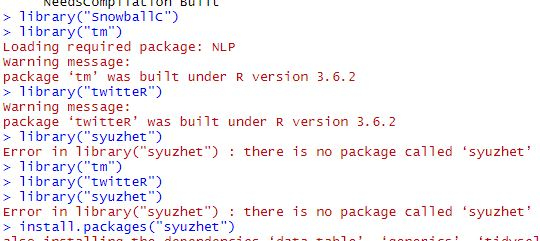 NeedsCompilation Built
> library("SnowballC")
> library("tm")
Loading required package: NLP
Warning message:
package ‘tm’ was built under R version 3.6.2
> library("twitteR")
Warning message:
package ‘twitteR’ was built under R version 3.6.2
> library("syuzhet")
Error in library("syuzhet") : there is no package called ‘syuzhet’
> library("tm")
> library("twitteR")
> library("syuzhet")
Error in library("syuzhet") : there is no package called ‘syuzhet’
> install.packages("syuzhet")
also installing the dependencies ‘data.table’, ‘generics’, ‘tidysel